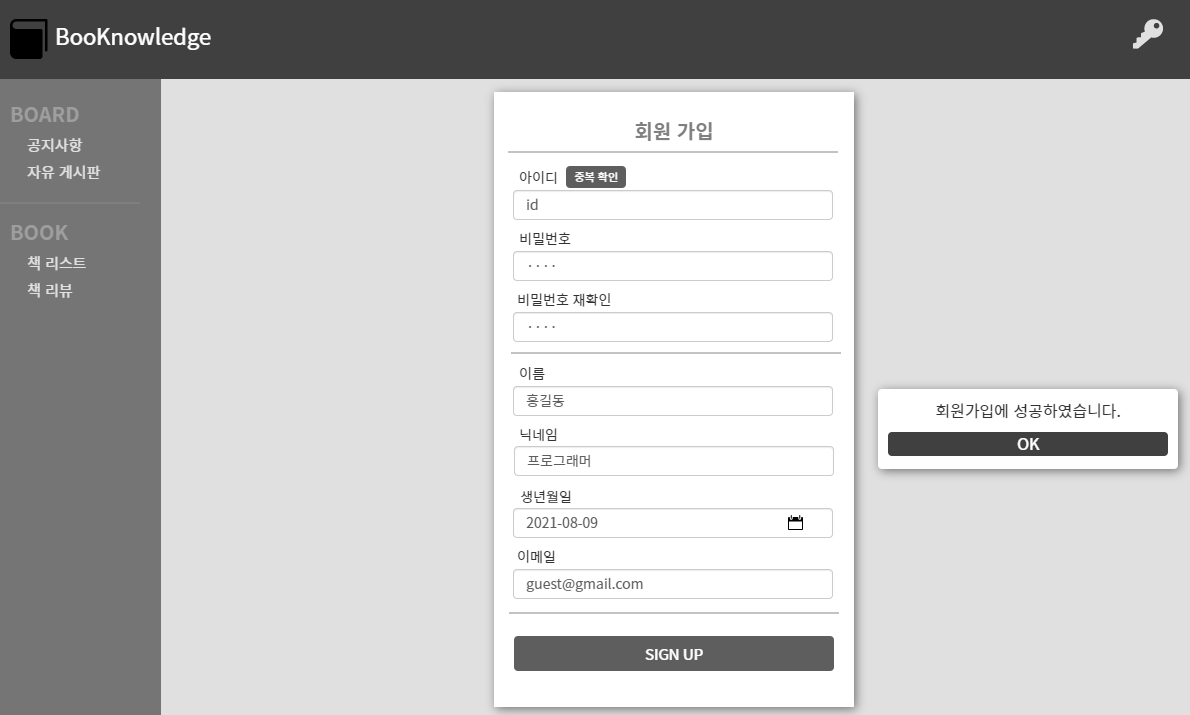 BooKnowledge
BOARD
공지사항
자유 게시판
BOOK
책 리스트
책 리뷰
회원 가입
아이디 중복 확인
id
비밀번호
....
비밀번호 재확인
....
이름
홍길동
닉네임
프로그래머
생년월일
2021-08-09
이메일
guest@gmail.com
SIGN UP
회원가입에 성공하였습니다.
OK